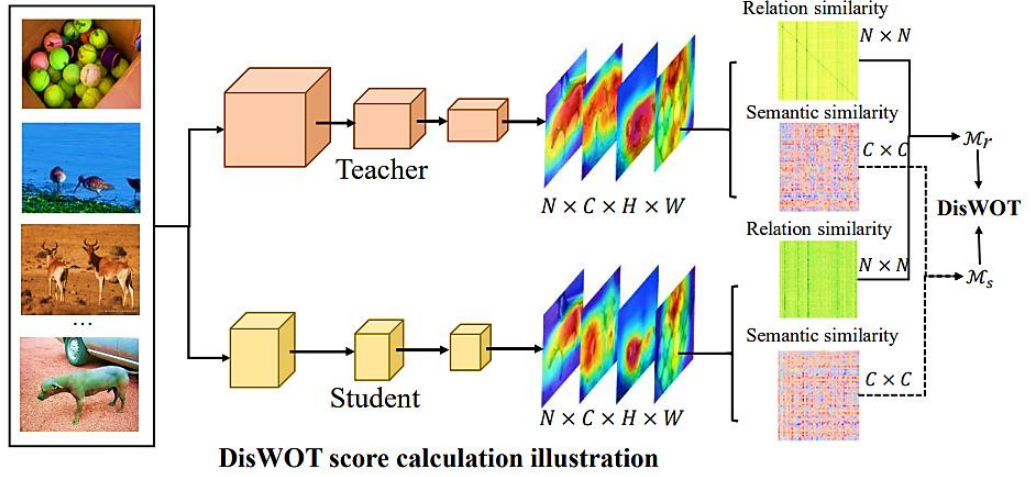 Relation similarity
N × N
Semantic similarity
C × C
Teacher
N × C × H × W
ℳr
DisWOT
ℳs
Relation similarity
N × N
Semantic similarity
C × C
...
Student
N × C × H × W
DisWOT score calculation illustration